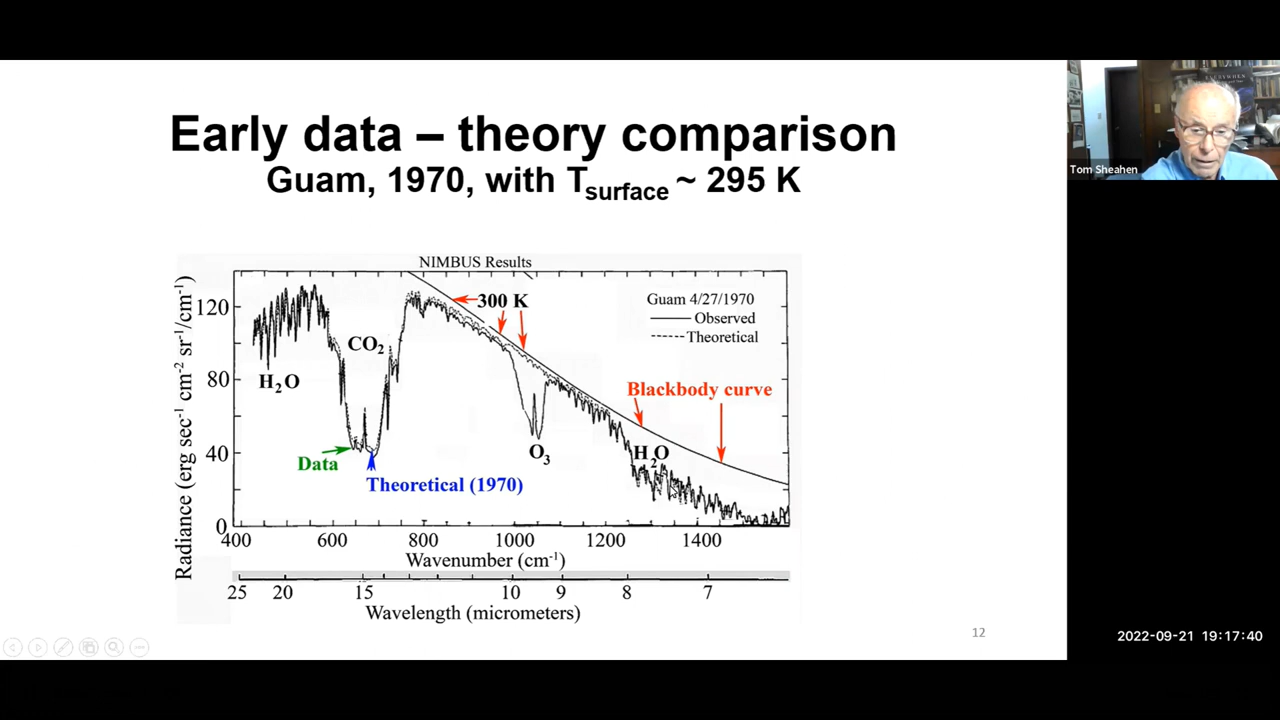 Early data – theory comparison
Guam, 1970, with Tsurface ~ 295 K
Tom Sheahen
NIMBUS Results
300 K
Guam 4/27/1970
Observed
Theoretical
CO2
H2O
Blackbody curve
O3
H2O
Data
Theoretical (1970)
Radiance (erg sec-1 cm-2 sr-1/cm-1)
120
80
40
0
400 600 800 1000 1200 1400
Wavenumber (cm-1)
25 20 15 10 9 8 7
Wavelength (micrometers)
12
2022-09-21 19:17:40